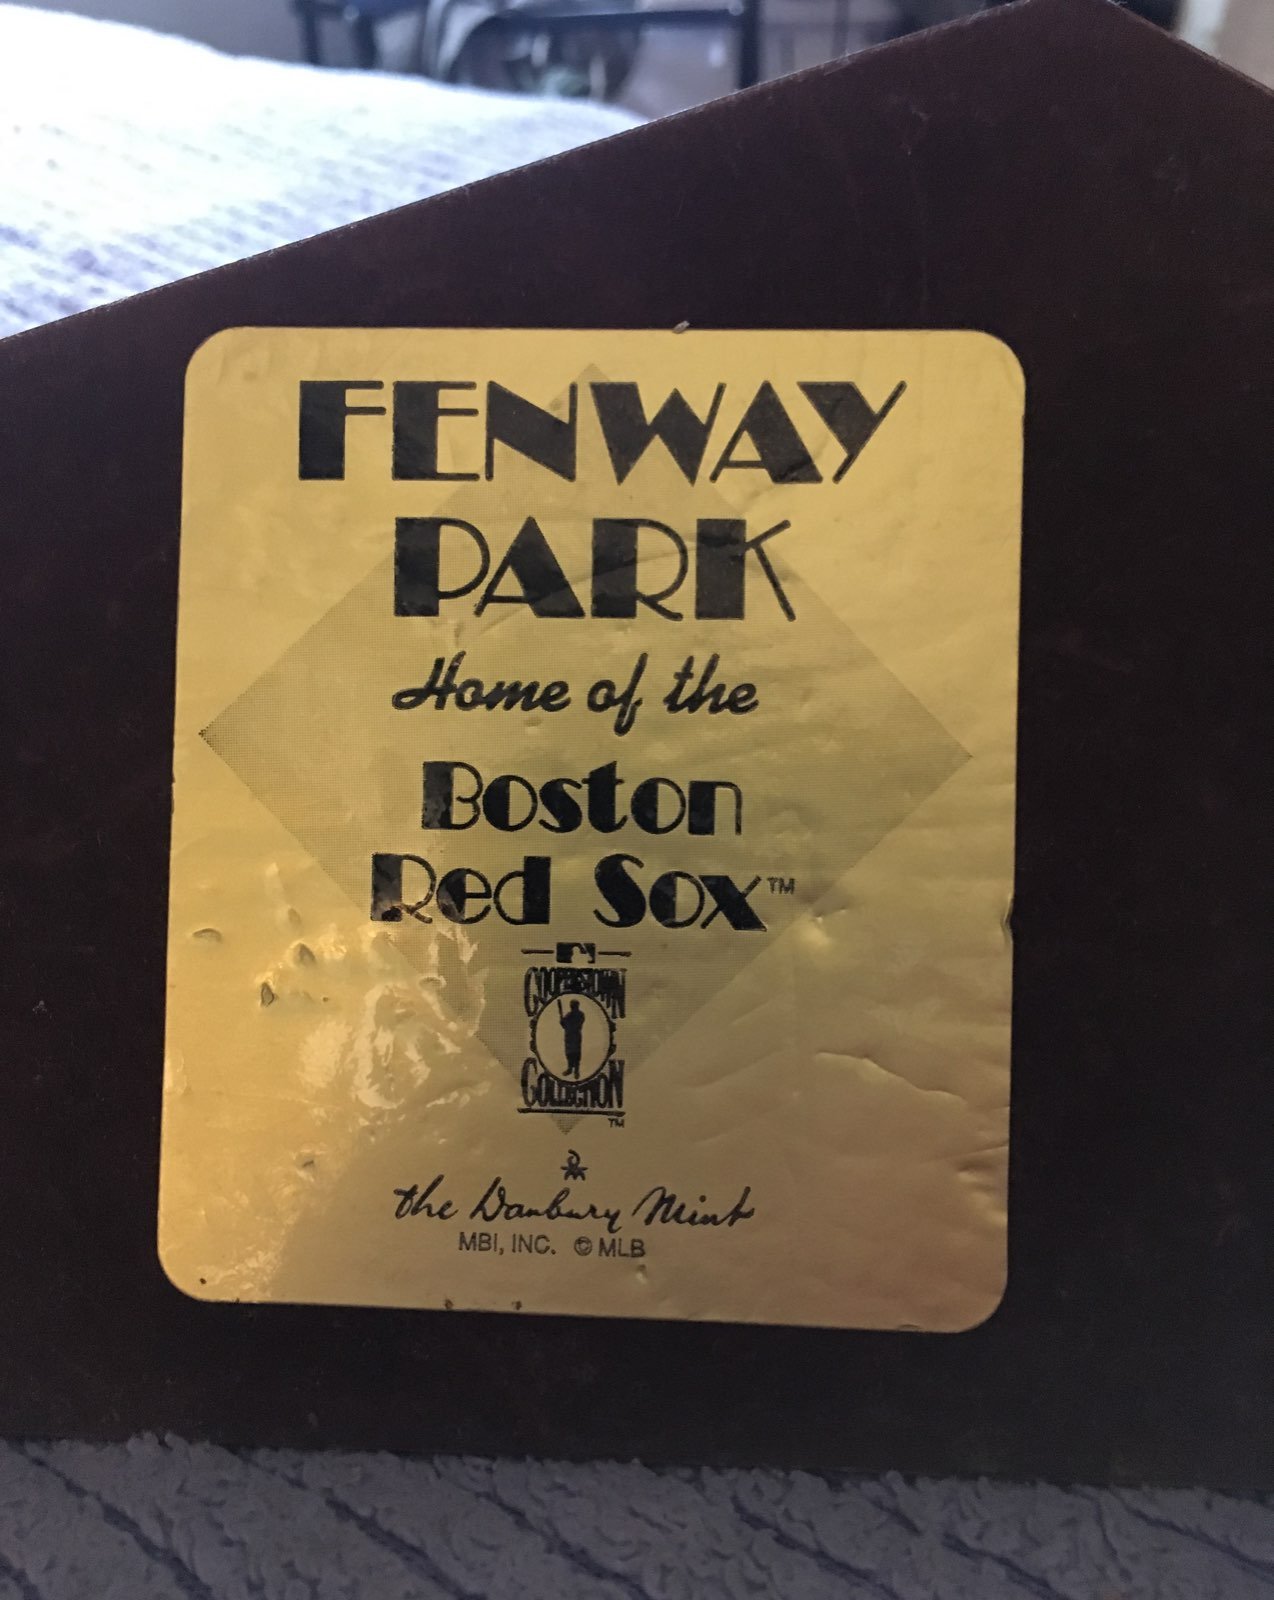 FENWAY
PARK
Home of the
Boston
Red Sox™
COOPERSTOWN
COLLECTION
™
the Danbury Mint
MBI, INC. © MLB